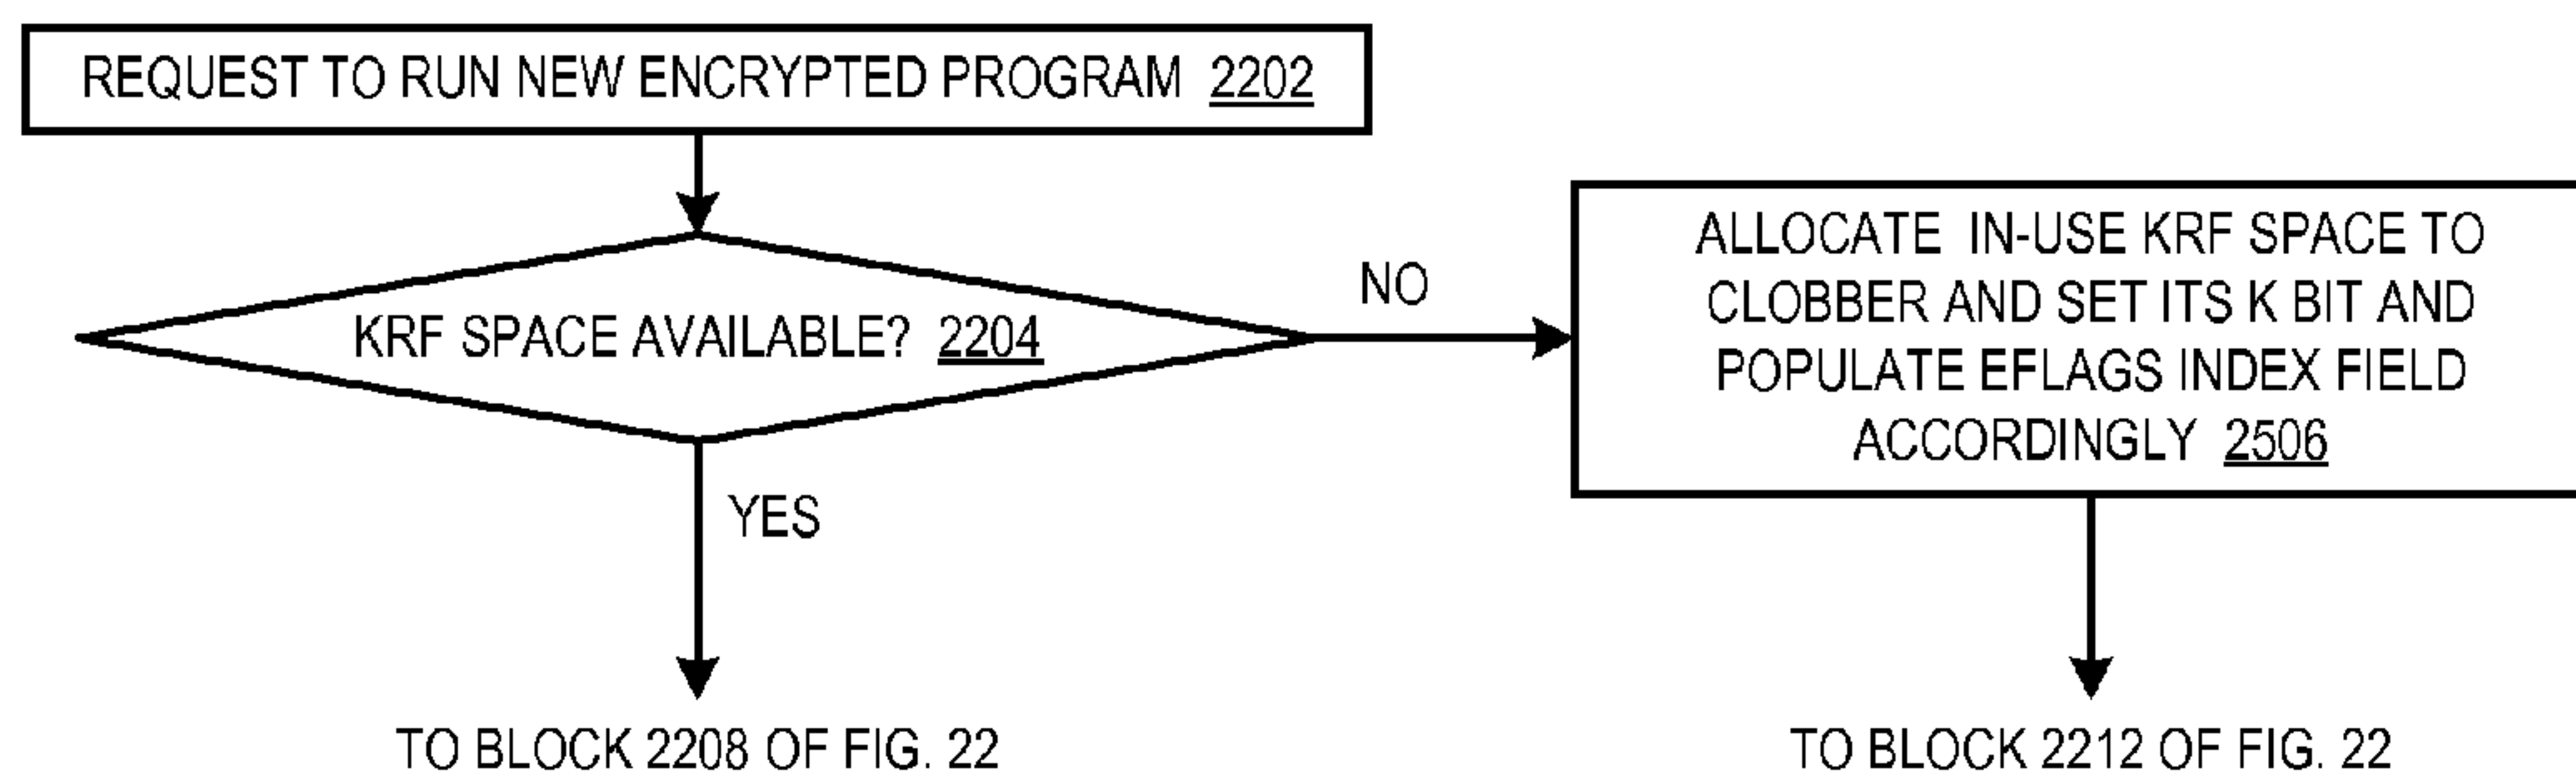 REQUEST TO RUN NEW ENCRYPTED PROGRAM 2202
KRF SPACE AVAILABLE? 2204
NO
ALLOCATE IN-USE KRF SPACE TO
CLOBBER AND SET ITS K BIT AND
POPULATE EFLAGS INDEX FIELD
ACCORDINGLY 2506
YES
TO BLOCK 2208 OF FIG. 22
TO BLOCK 2212 OF FIG. 22